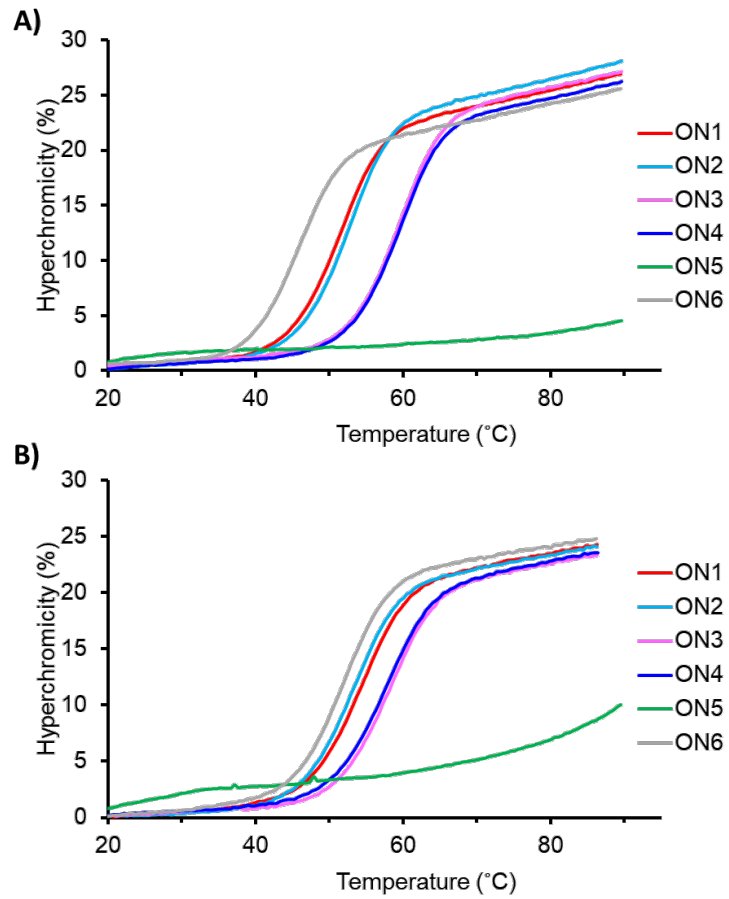 A)
30
25
20
15
10
5
0
Hyperchromicity (%)
20
40
60
80
Temperature (°C)
ON1
ON2
ON3
ON4
ON5
ON6
B)
30
25
20
15
10
5
0
Hyperchromicity (%)
20
40
60
80
Temperature (°C)
ON1
ON2
ON3
ON4
ON5
ON6